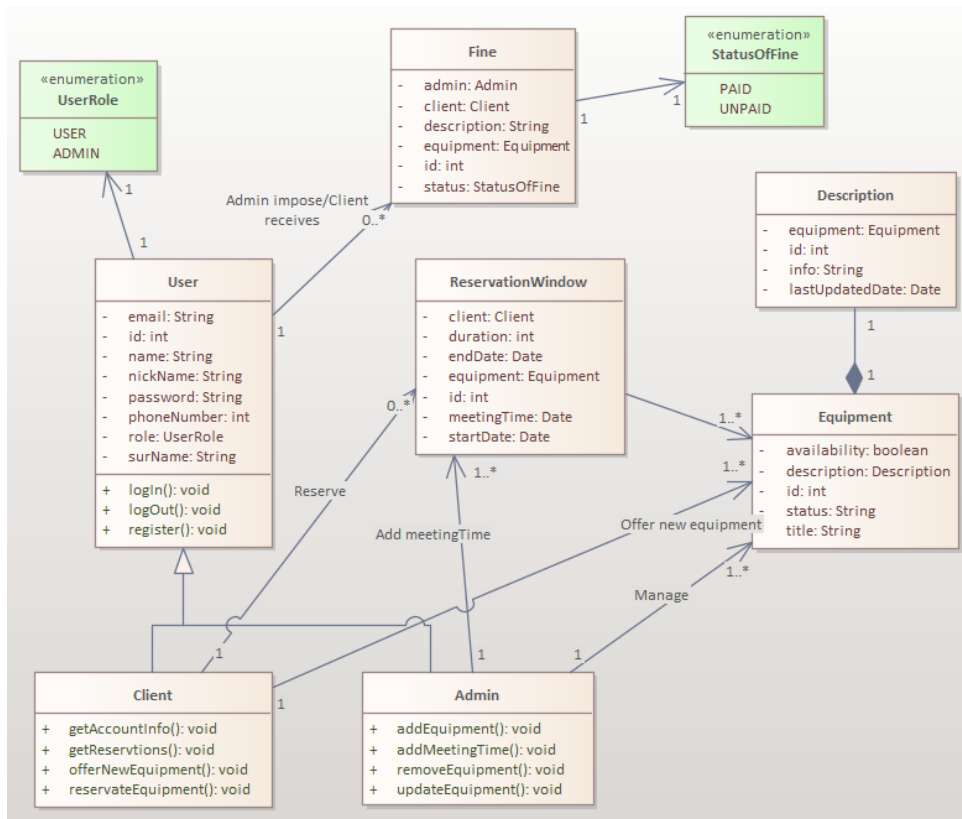 «enumeration»
UserRole
USER
ADMIN
1
1
Fine
- admin: Admin
- client: Client
- description: String
- equipment: Equipment
- id: int
- status: StatusOfFine
1
1
«enumeration»
StatusOfFine
PAID
UNPAID
Admin impose/Client
receives
0..*
1
Description
- equipment: Equipment
- id: int
- info: String
- lastUpdatedDate: Date
1
1
User
- email: String
- id: int
- name: String
- nickName: String
- password: String
- phoneNumber: int
- role: UserRole
- surName: String
+ logIn(): void
+ logOut(): void
+ register(): void
ReservationWindow
- client: Client
- duration: int
- endDate: Date
- equipment: Equipment
- id: int
- meetingTime: Date
- startDate: Date
0..*
1..*
1..*
1..*
1..*
Equipment
- availability: boolean
- description: Description
- id: int
- status: String
- title: String
Reserve
Add meetingTime
Offer new equipment
Manage
1
1
1
1
Client
+ getAccountInfo(): void
+ getReservtions(): void
+ offerNewEquipment(): void
+ reservateEquipment(): void
Admin
+ addEquipment(): void
+ addMeetingTime(): void
+ removeEquipment(): void
+ updateEquipment(): void